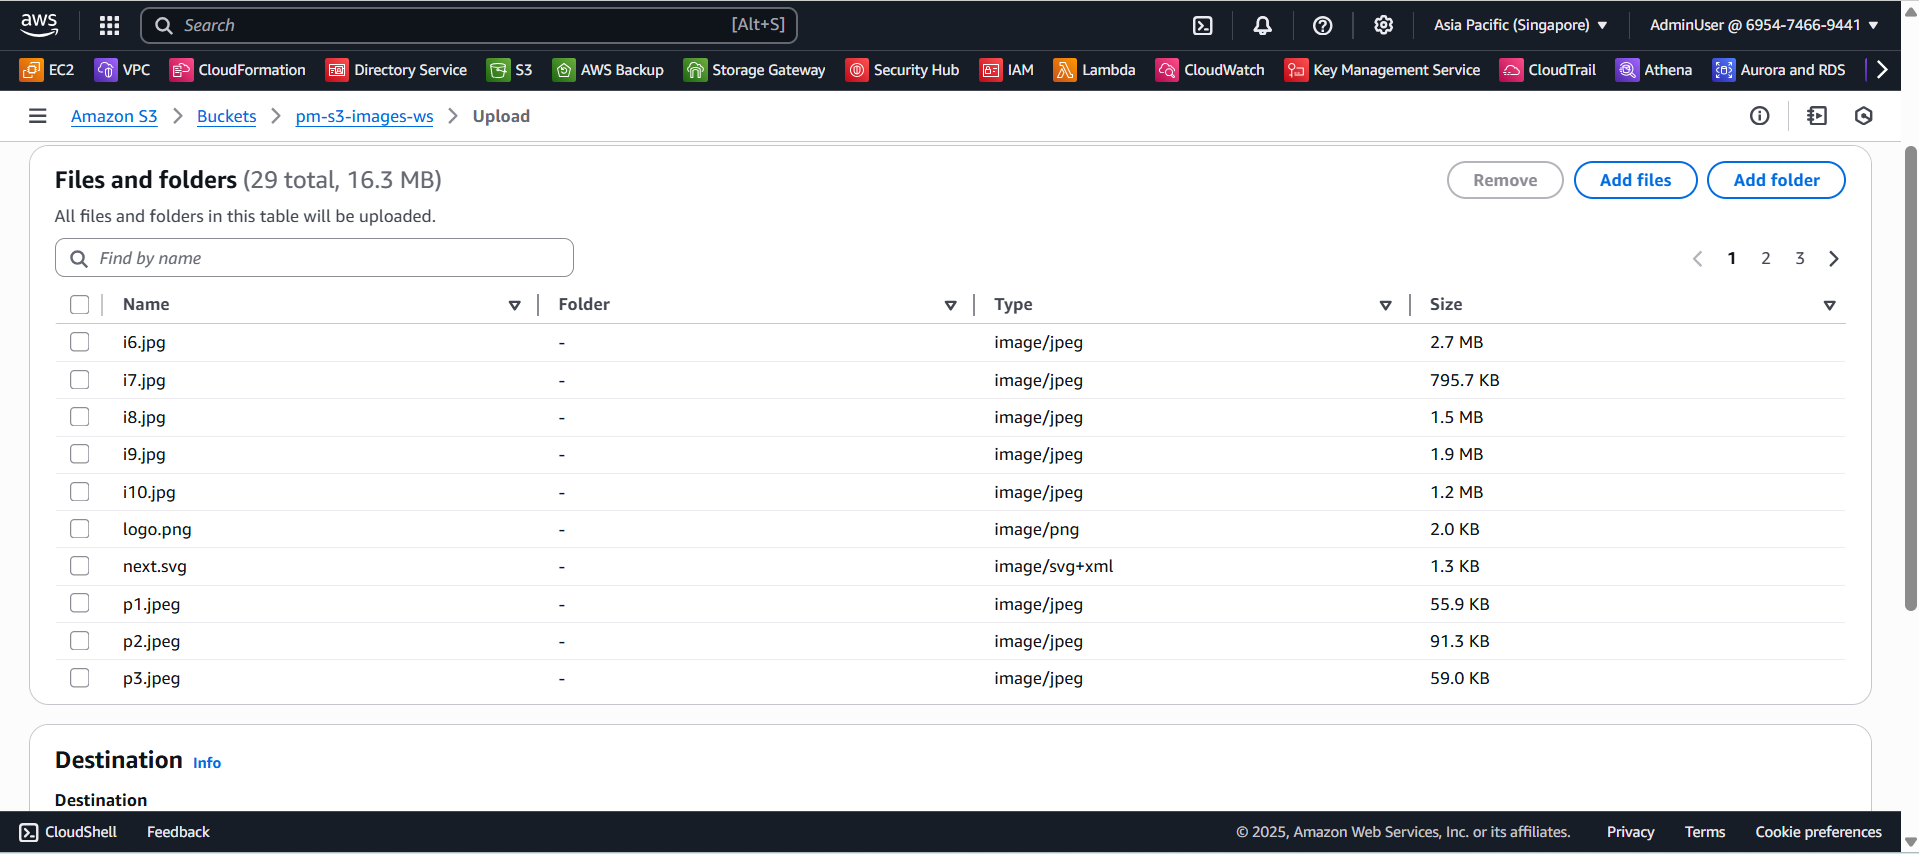 aws Search [Alt+S] Asia Pacific (Singapore) AdminUser @ 6954-7466-9441
EC2 VPC CloudFormation Directory Service S3 AWS Backup Storage Gateway Security Hub IAM Lambda CloudWatch Key Management Service CloudTrail Athena Aurora and RDS
Amazon S3 Buckets pm-s3-images-ws Upload
Files and folders (29 total, 16.3 MB) Remove Add files Add folder
All files and folders in this table will be uploaded.
Find by name 1 2 3
Name Folder Type Size
i6.jpg - image/jpeg 2.7 MB
i7.jpg - image/jpeg 795.7 KB
i8.jpg - image/jpeg 1.5 MB
i9.jpg - image/jpeg 1.9 MB
i10.jpg - image/jpeg 1.2 MB
logo.png - image/png 2.0 KB
next.svg - image/svg+xml 1.3 KB
p1.jpeg - image/jpeg 55.9 KB
p2.jpeg - image/jpeg 91.3 KB
p3.jpeg - image/jpeg 59.0 KB
Destination Info
Destination
CloudShell Feedback © 2025, Amazon Web Services, Inc. or its affiliates. Privacy Terms Cookie preferences